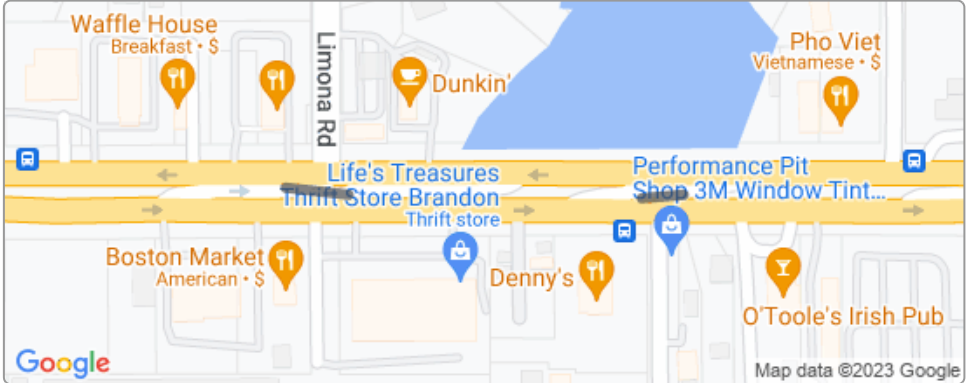 Waffle House
Breakfast • $
Limona Rd
Dunkin'
Pho Viet
Vietnamese • $
Life's Treasures
Thrift Store Brandon
Thrift store
Performance Pit
Shop 3M Window Tint...
Boston Market
American • $
Denny's
O'Toole's Irish Pub
Google
Map data ©2023 Google